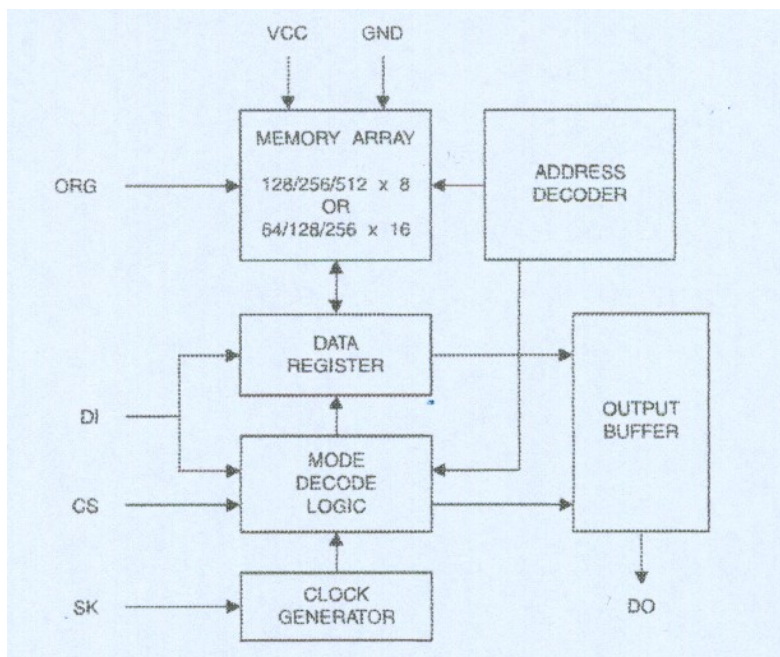 VCC GND
MEMORY ARRAY
128/256/512 x 8
OR
64/128/256 x 16
ADDRESS
DECODER
ORG
DATA
REGISTER
OUTPUT
BUFFER
DI
MODE
DECODE
LOGIC
CS
CLOCK
GENERATOR
SK
DO